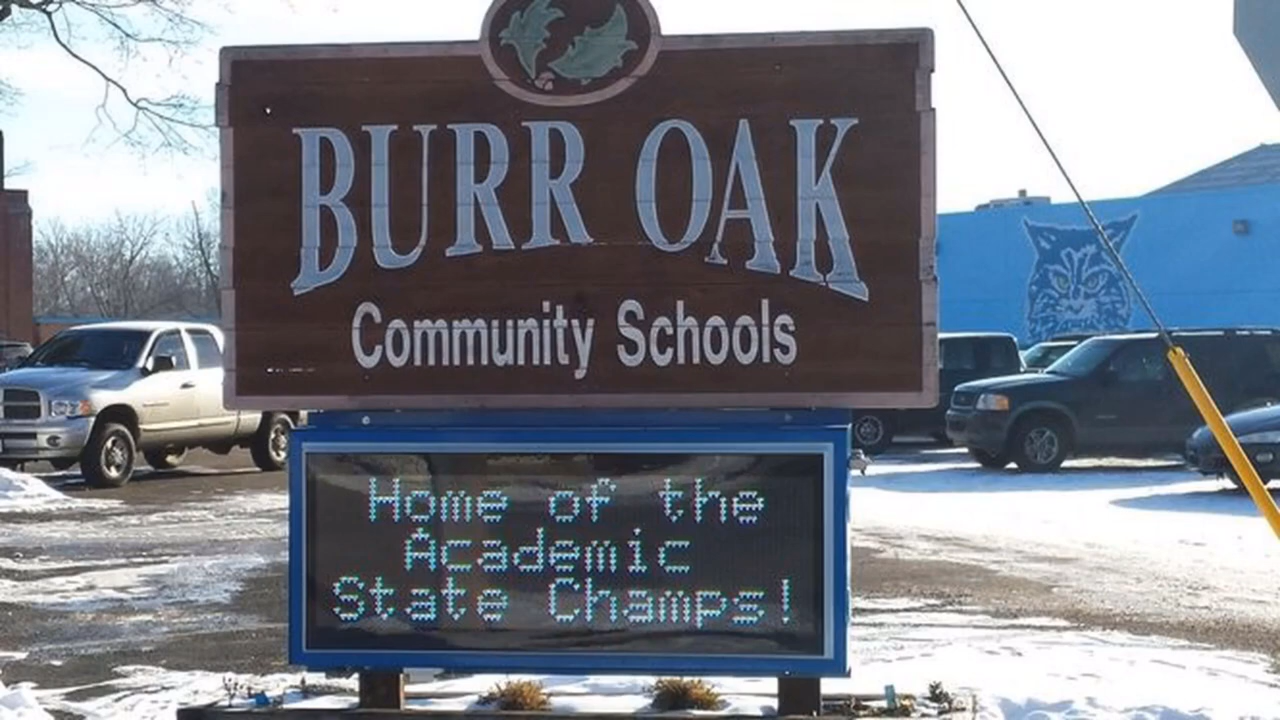 BURR OAK
Community Schools
Home of the
Academic
State Champs!